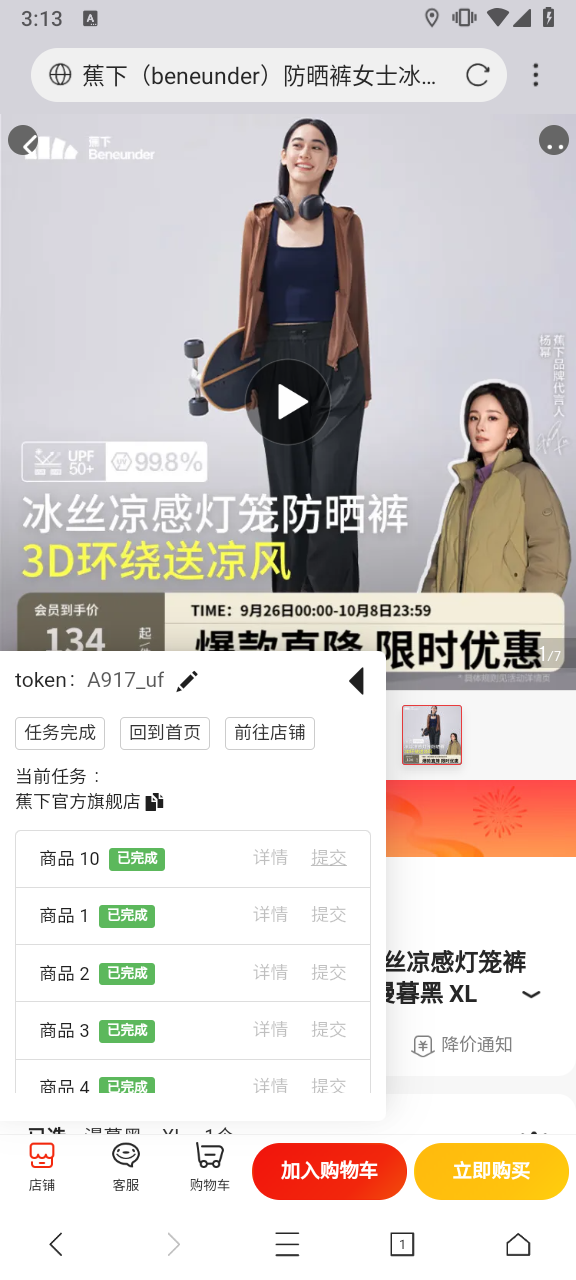 3:13
A
蕉下（beneunder）防晒裤女士冰...
蕉下
Beneunder
蕉下品牌代言人
杨幂
UPF
50+
99.8%
冰丝凉感灯笼防晒裤
3D环绕送凉风
会员到手价
TIME：9月26日00:00-10月8日23:59
134
起
爆款直降 限时优惠
1/7
token： A917_uf
任务完成
回到首页
前往店铺
当前任务：
蕉下官方旗舰店
商品 10 已完成 详情 提交
商品 1 已完成 详情 提交
商品 2 已完成 详情 提交
商品 3 已完成 详情 提交
商品 4 已完成 详情 提交
丝凉感灯笼裤
漫暮黑 XL
降价通知
已选 漫暮黑 XL 1个
店铺
客服
购物车
加入购物车
立即购买
1